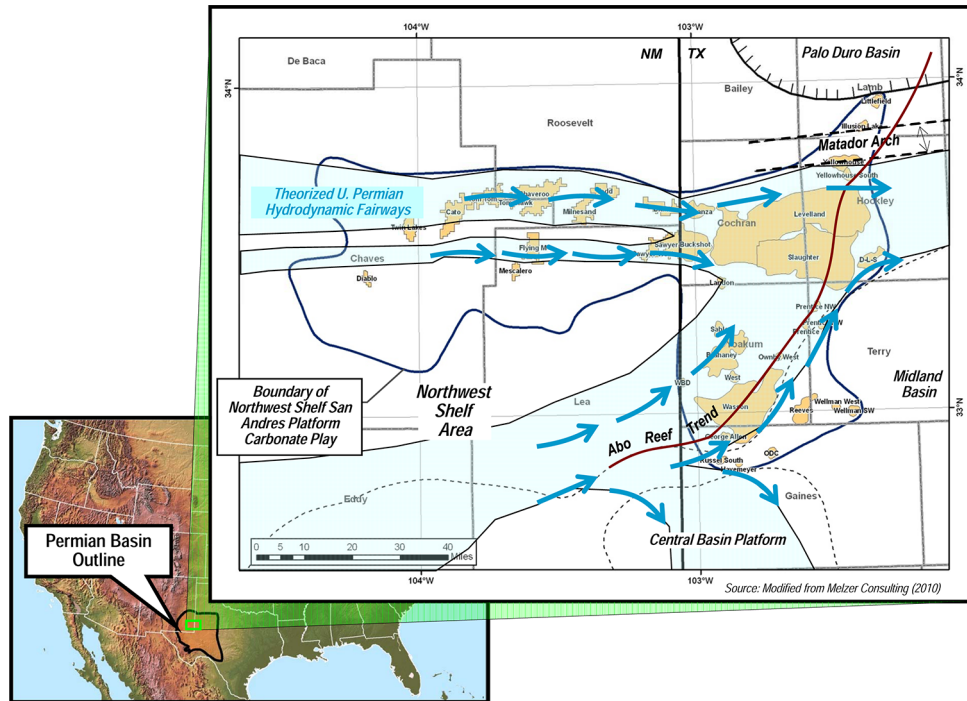 104°W
103°W
NM
TX
Palo Duro Basin
De Baca
34°N
34°N
Bailey
Lamb
Littlefield
Roosevelt
Illusion Lake
Matador Arch
Yellowhouse
Yellowhouse South
Theorized U. Permian
Hydrodynamic Fairways
Hockley
Cato
Milnesand
Levelland
Cochran
Twin Lakes
Sawyer
Buckshot
Chaves
Flying M
Slaughter
D-L-S
Mescalero
Diablo
Landon
Prentice NW
Prentice
Yoakum
Ownby West
Terry
WBD
West
Midland
Basin
Boundary of
Northwest Shelf San
Andres Platform
Carbonate Play
Northwest
Shelf
Area
Lea
Wasson
Reeves
Wellman West
Wellman SW
33°N
33°N
Abo Reef Trend
George Allen
ODC
Russel South
Havemeyer
Eddy
Gaines
Central Basin Platform
0 5 10 20 30 40
Miles
104°W
103°W
Source: Modified from Melzer Consulting (2010)
Permian Basin
Outline